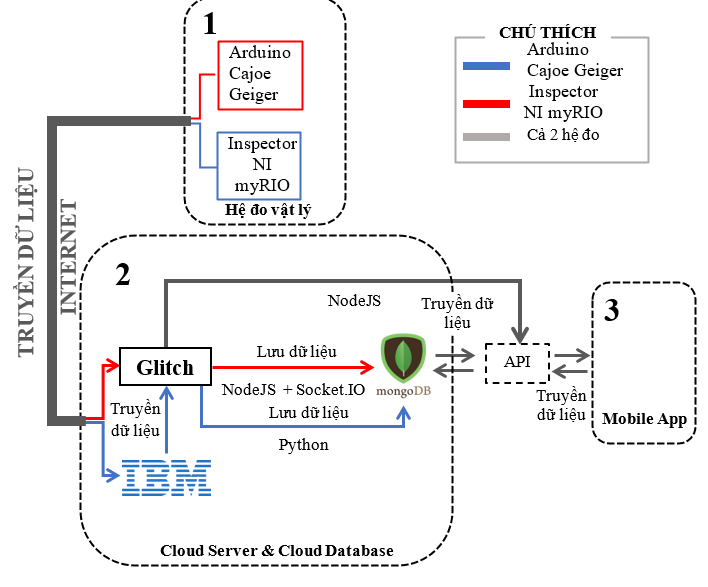 1
Arduino
Cajoe
Geiger
Inspector
NI
myRIO
Hệ đo vật lý
CHÚ THÍCH
Arduino
Cajoe Geiger
Inspector
NI myRIO
Cả 2 hệ đo
TRUYỀN DỮ LIỆU
INTERNET
2
NodeJS
Truyền dữ
liệu
3
Glitch
Lưu dữ liệu
mongoDB
API
NodeJS + Socket.IO
Truyền
dữ liệu
Lưu dữ liệu
Python
Truyền
dữ liệu
Mobile App
IBM
Cloud Server & Cloud Database